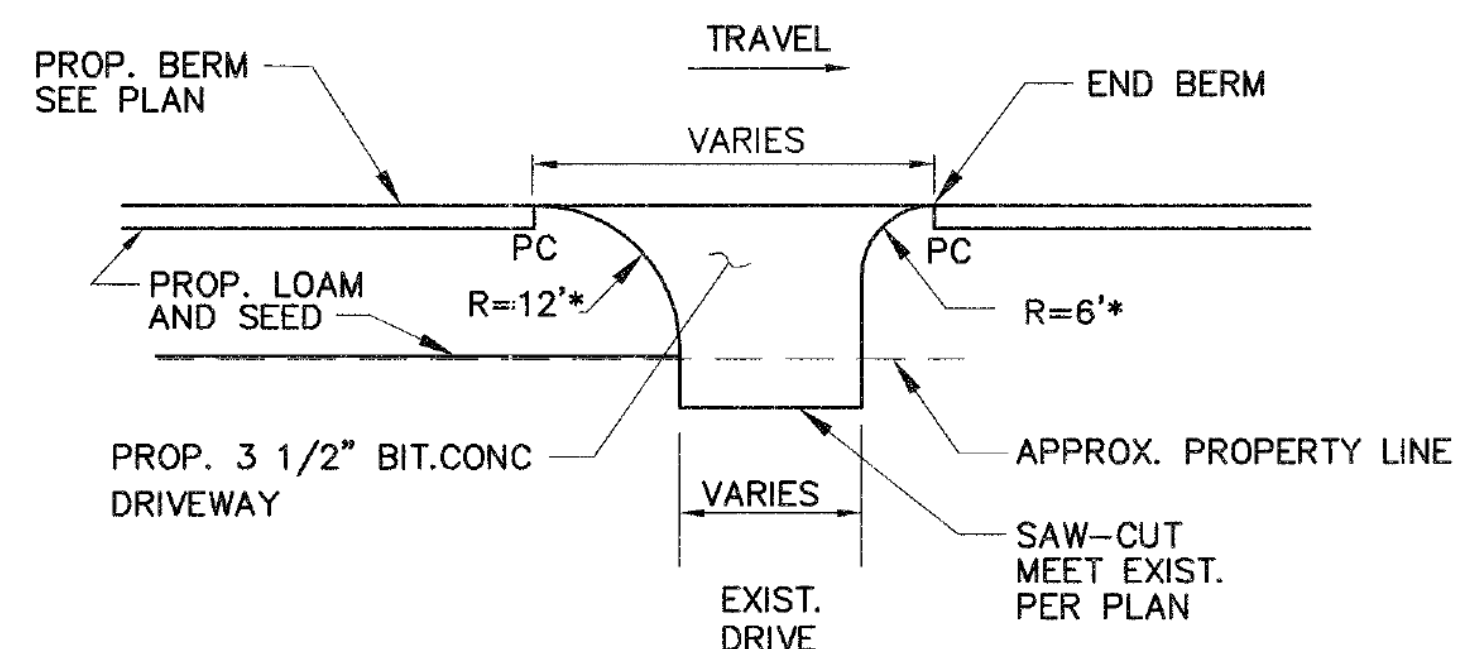 TRAVEL
PROP. BERM
SEE PLAN
END BERM
VARIES
PC
PC
PROP. LOAM
AND SEED
R=12'*
R=6'*
PROP. 3 1/2" BIT.CONC
DRIVEWAY
APPROX. PROPERTY LINE
VARIES
SAW-CUT
MEET EXIST.
PER PLAN
EXIST.
DRIVE